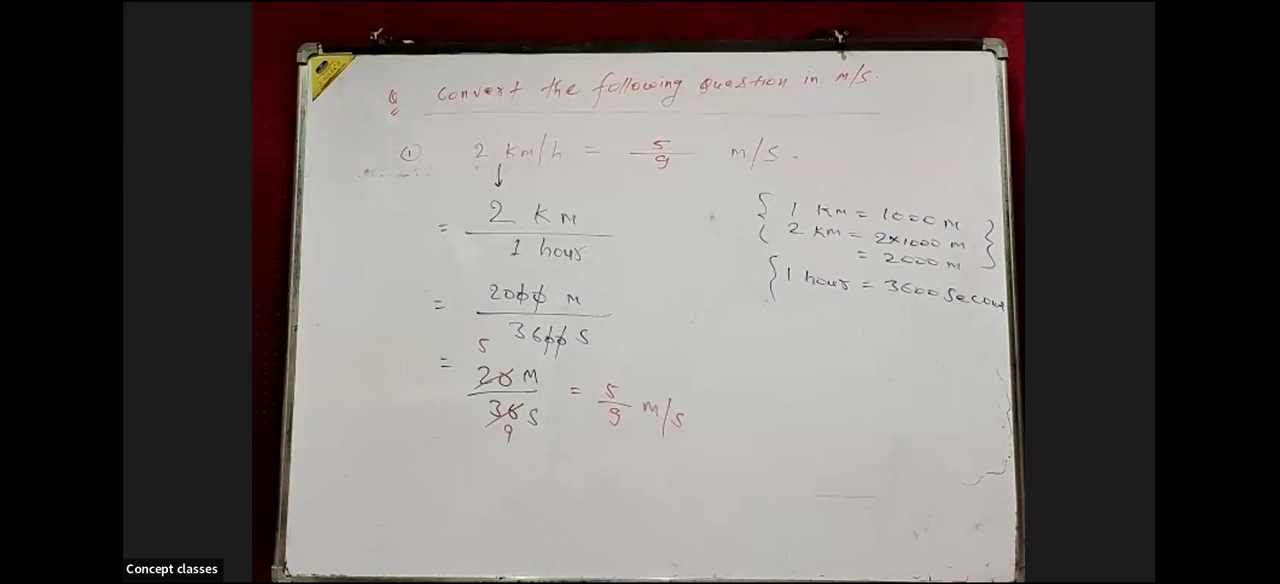 Q Convert the following question in m/s.
① 2 Km/h = 5/9 m/s.
= 2 Km / 1 hour
{ 1 Km = 1000 m }
{ 2 Km = 2×1000 m }
= 2000 m
{ 1 hour = 3600 Secon
= 2000 m / 3600 s
= 20 m / 36 s = 5/9 m/s
5
9
Concept classes